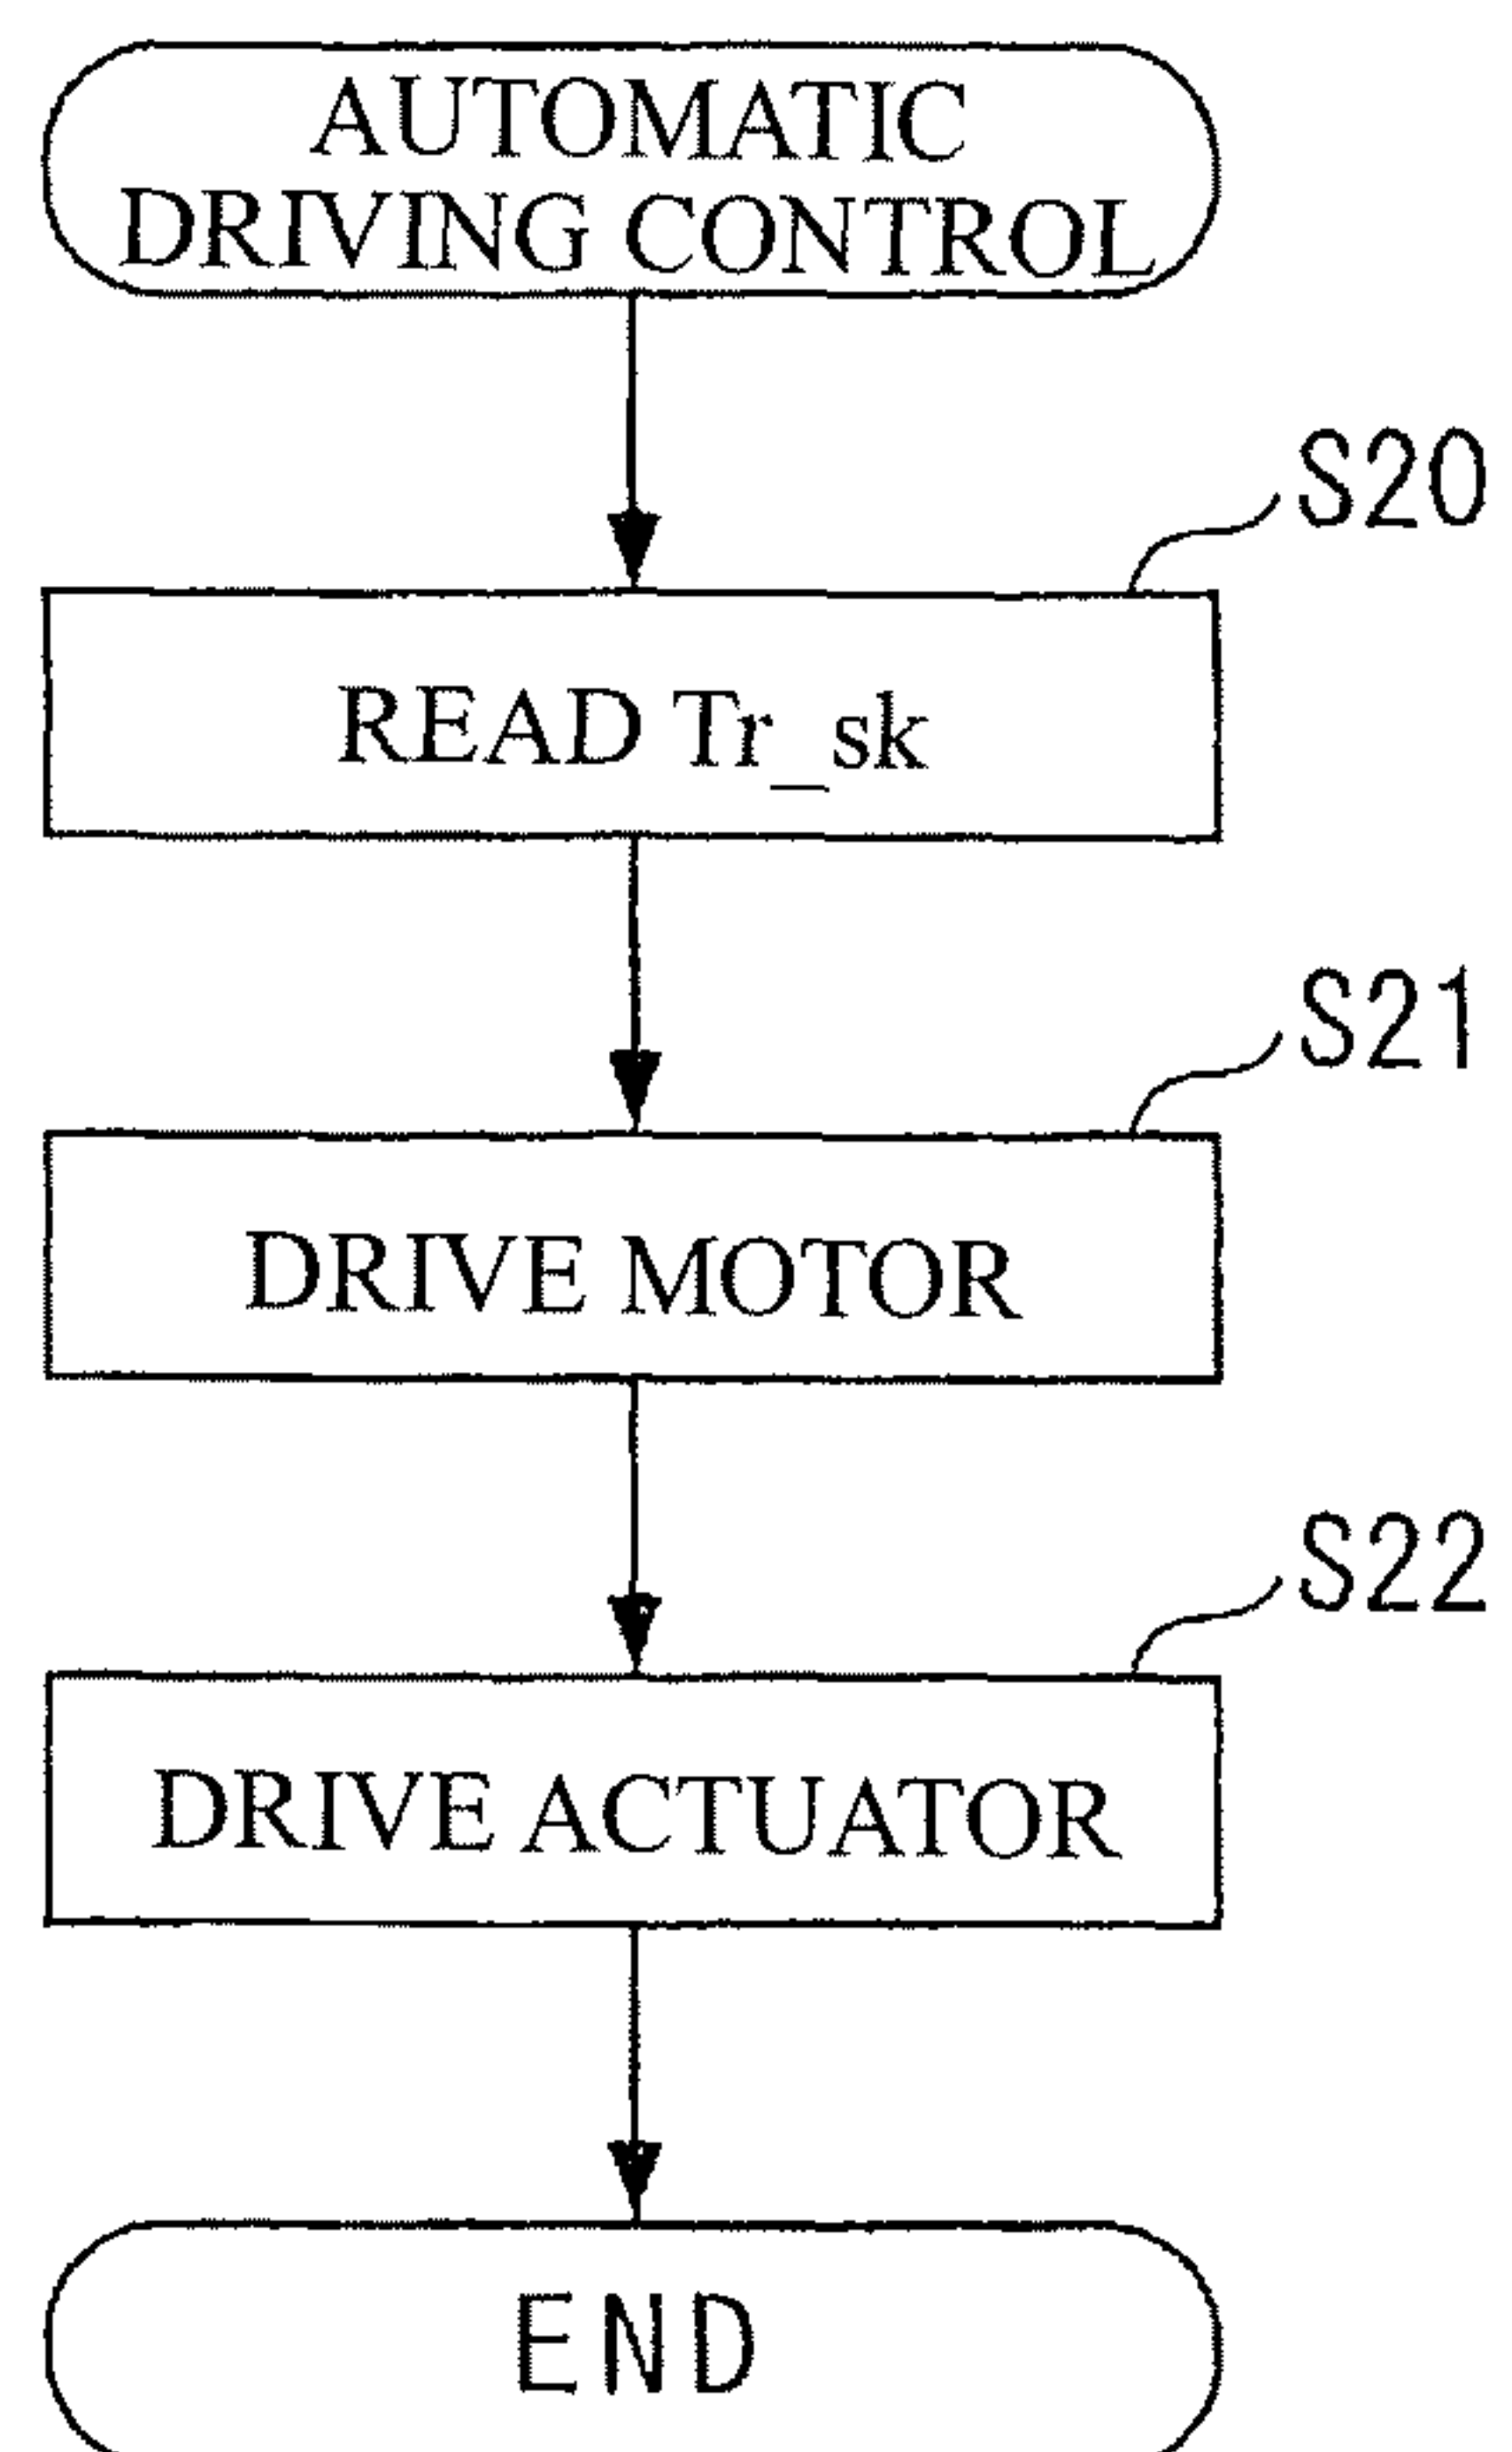 AUTOMATIC
DRIVING CONTROL
S20
READ Tr_sk
S21
DRIVE MOTOR
S22
DRIVE ACTUATOR
END